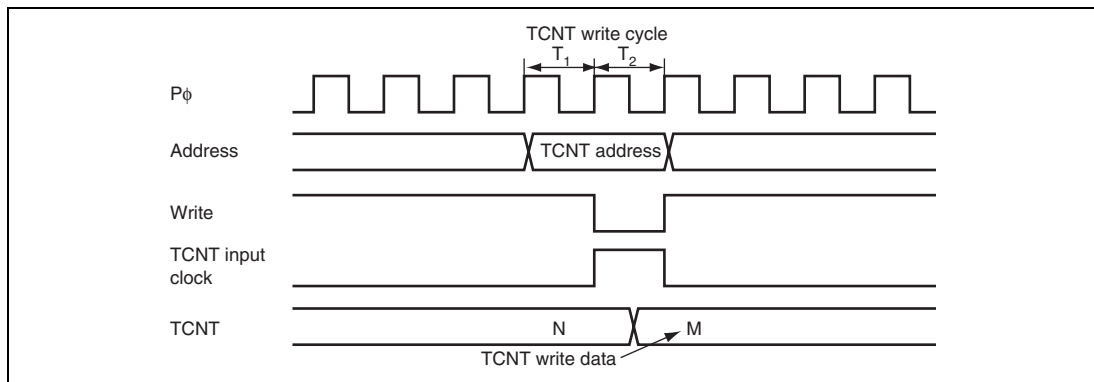 TCNT write cycle
T1 T2
Pϕ
Address
TCNT address
Write
TCNT input
clock
TCNT
N
M
TCNT write data